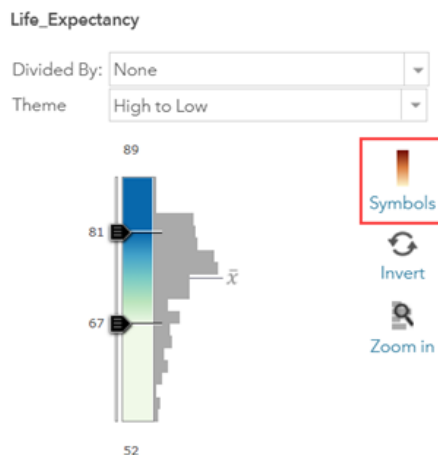 Life_Expectancy
Divided By: None
Theme High to Low
89
Symbols
81
Invert
x̄
67
Zoom in
52